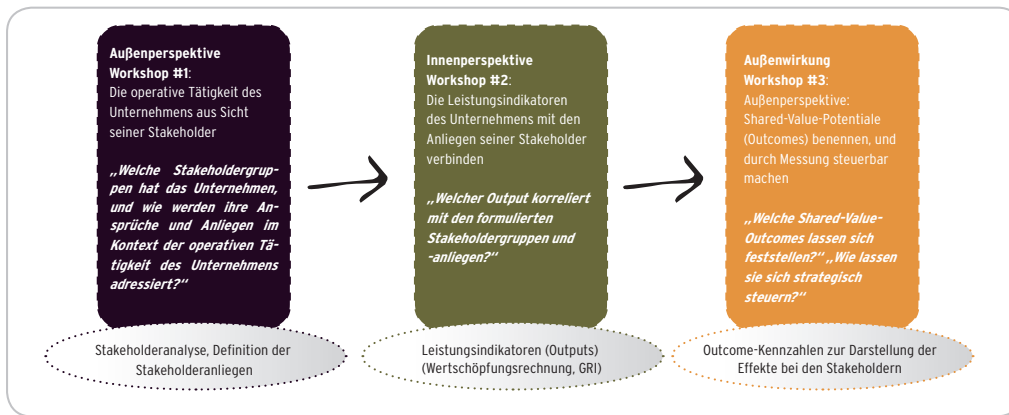 Außenperspektive
Workshop #1:
Die operative Tätigkeit des
Unternehmens aus Sicht
seiner Stakeholder
„Welche Stakeholdergrup-
pen hat das Unternehmen,
und wie werden ihre An-
sprüche und Anliegen im
Kontext der operativen Tä-
tigkeit des Unternehmens
adressiert?“
Stakeholderanalyse, Definition der
Stakeholderanliegen
Innenperspektive
Workshop #2:
Die Leistungsindikatoren
des Unternehmens mit den
Anliegen seiner Stakeholder
verbinden
„Welcher Output korreliert
mit den formulierten
Stakeholdergruppen und
-anliegen?“
Leistungsindikatoren (Outputs)
(Wertschöpfungsrechnung, GRI)
Außenwirkung
Workshop #3:
Außenperspektive:
Shared-Value-Potentiale
(Outcomes) benennen, und
durch Messung steuerbar
machen
„Welche Shared-Value-
Outcomes lassen sich
feststellen?“ „Wie lassen
sie sich strategisch
steuern?“
Outcome-Kennzahlen zur Darstellung der
Effekte bei den Stakeholdern